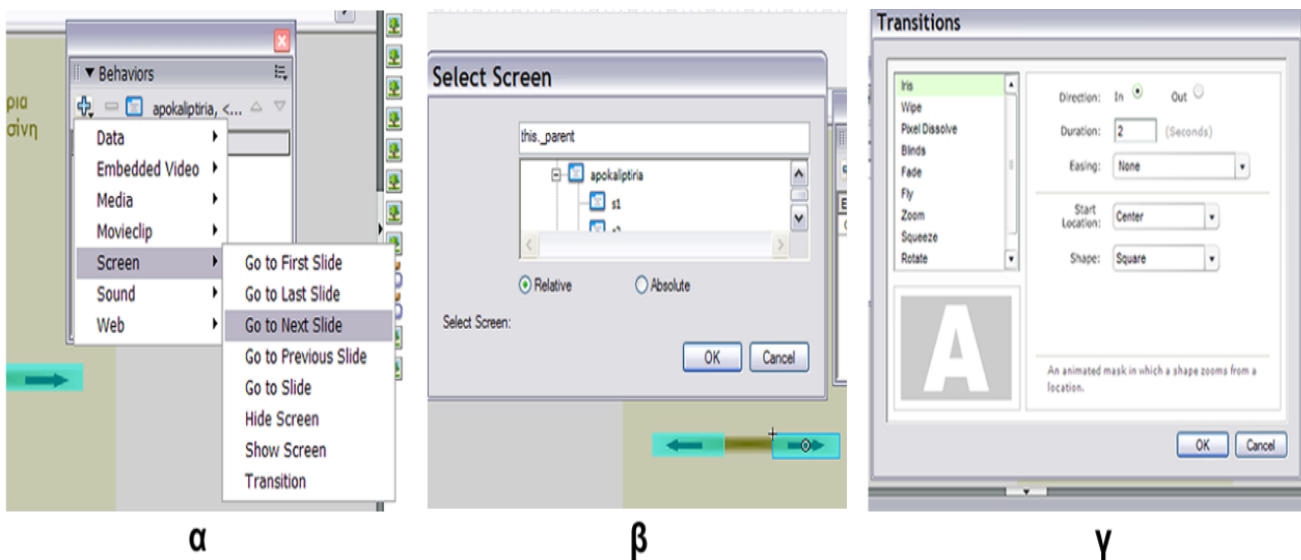 ρια
σίνη
Behaviors
apokaliptiria, <...
Data
Embedded Video
Media
Movieclip
Screen
Sound
Web
Go to First Slide
Go to Last Slide
Go to Next Slide
Go to Previous Slide
Go to Slide
Hide Screen
Show Screen
Transition
α
Select Screen
this._parent
apokaliptiria
s1
Relative
Absolute
Select Screen:
OK
Cancel
β
Transitions
Iris
Wipe
Pixel Dissolve
Blinds
Fade
Fly
Zoom
Squeeze
Rotate
Direction: In Out
Duration: 2 (Seconds)
Easing: None
Start
Location: Center
Shape: Square
A
An animated mask in which a shape zooms from a
location.
OK
Cancel
γ